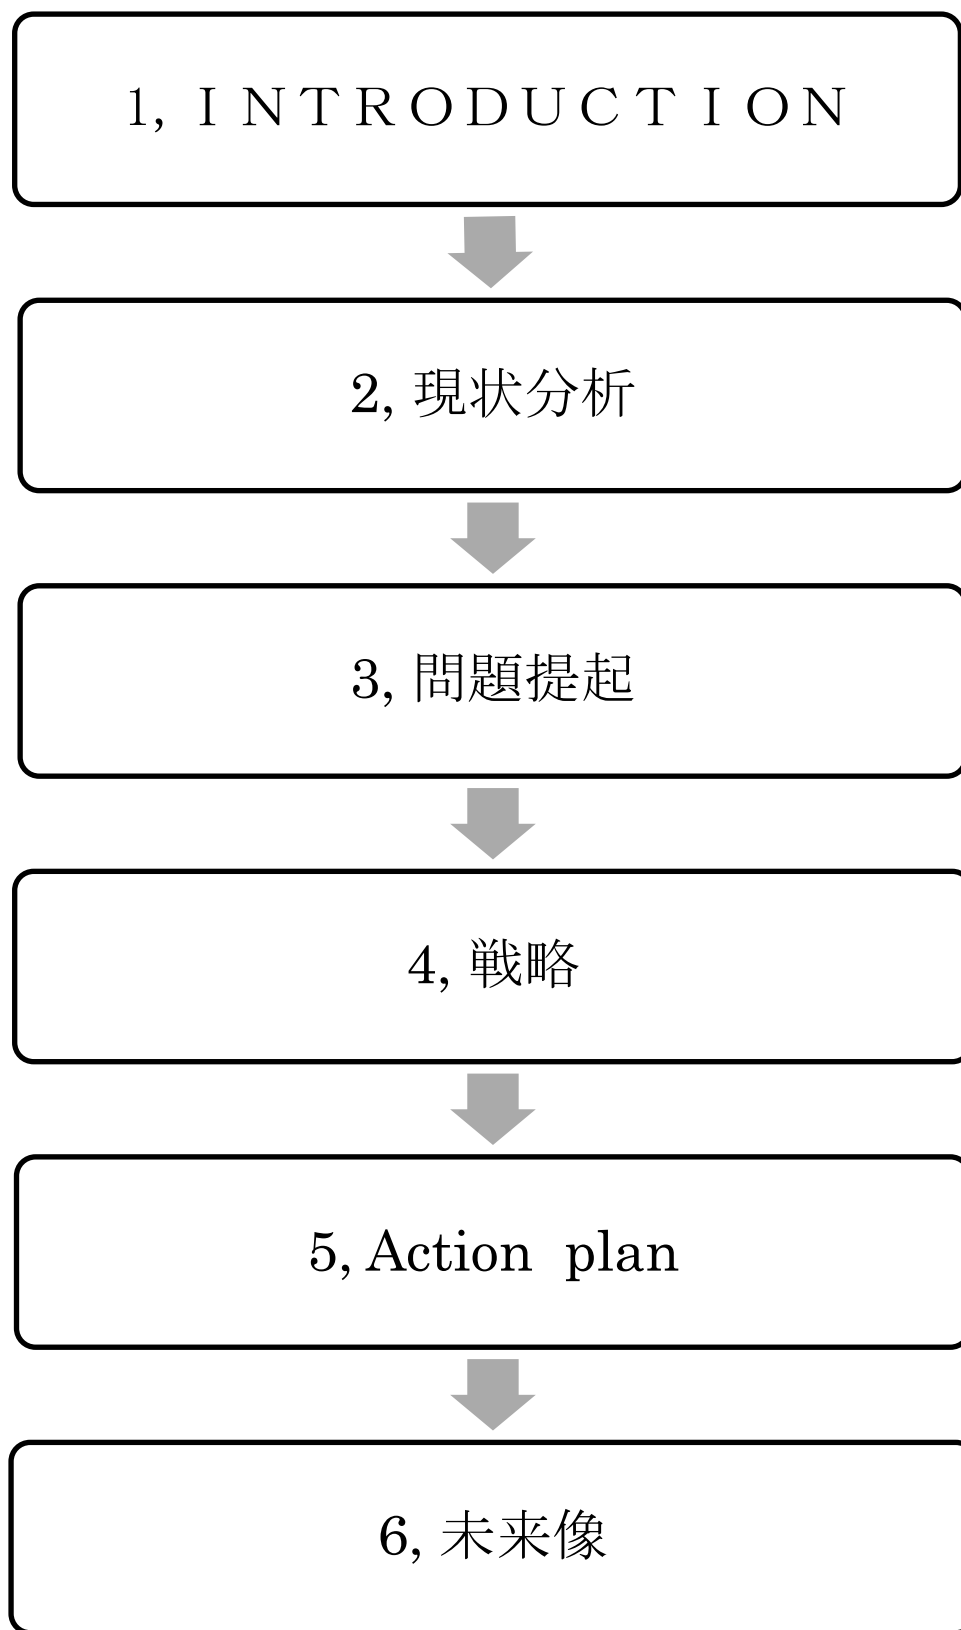 1, ＩＮＴＲＯＤＵＣＴＩＯＮ
2, 現状分析
3, 問題提起
4, 戦略
5, Action plan
6, 未来像